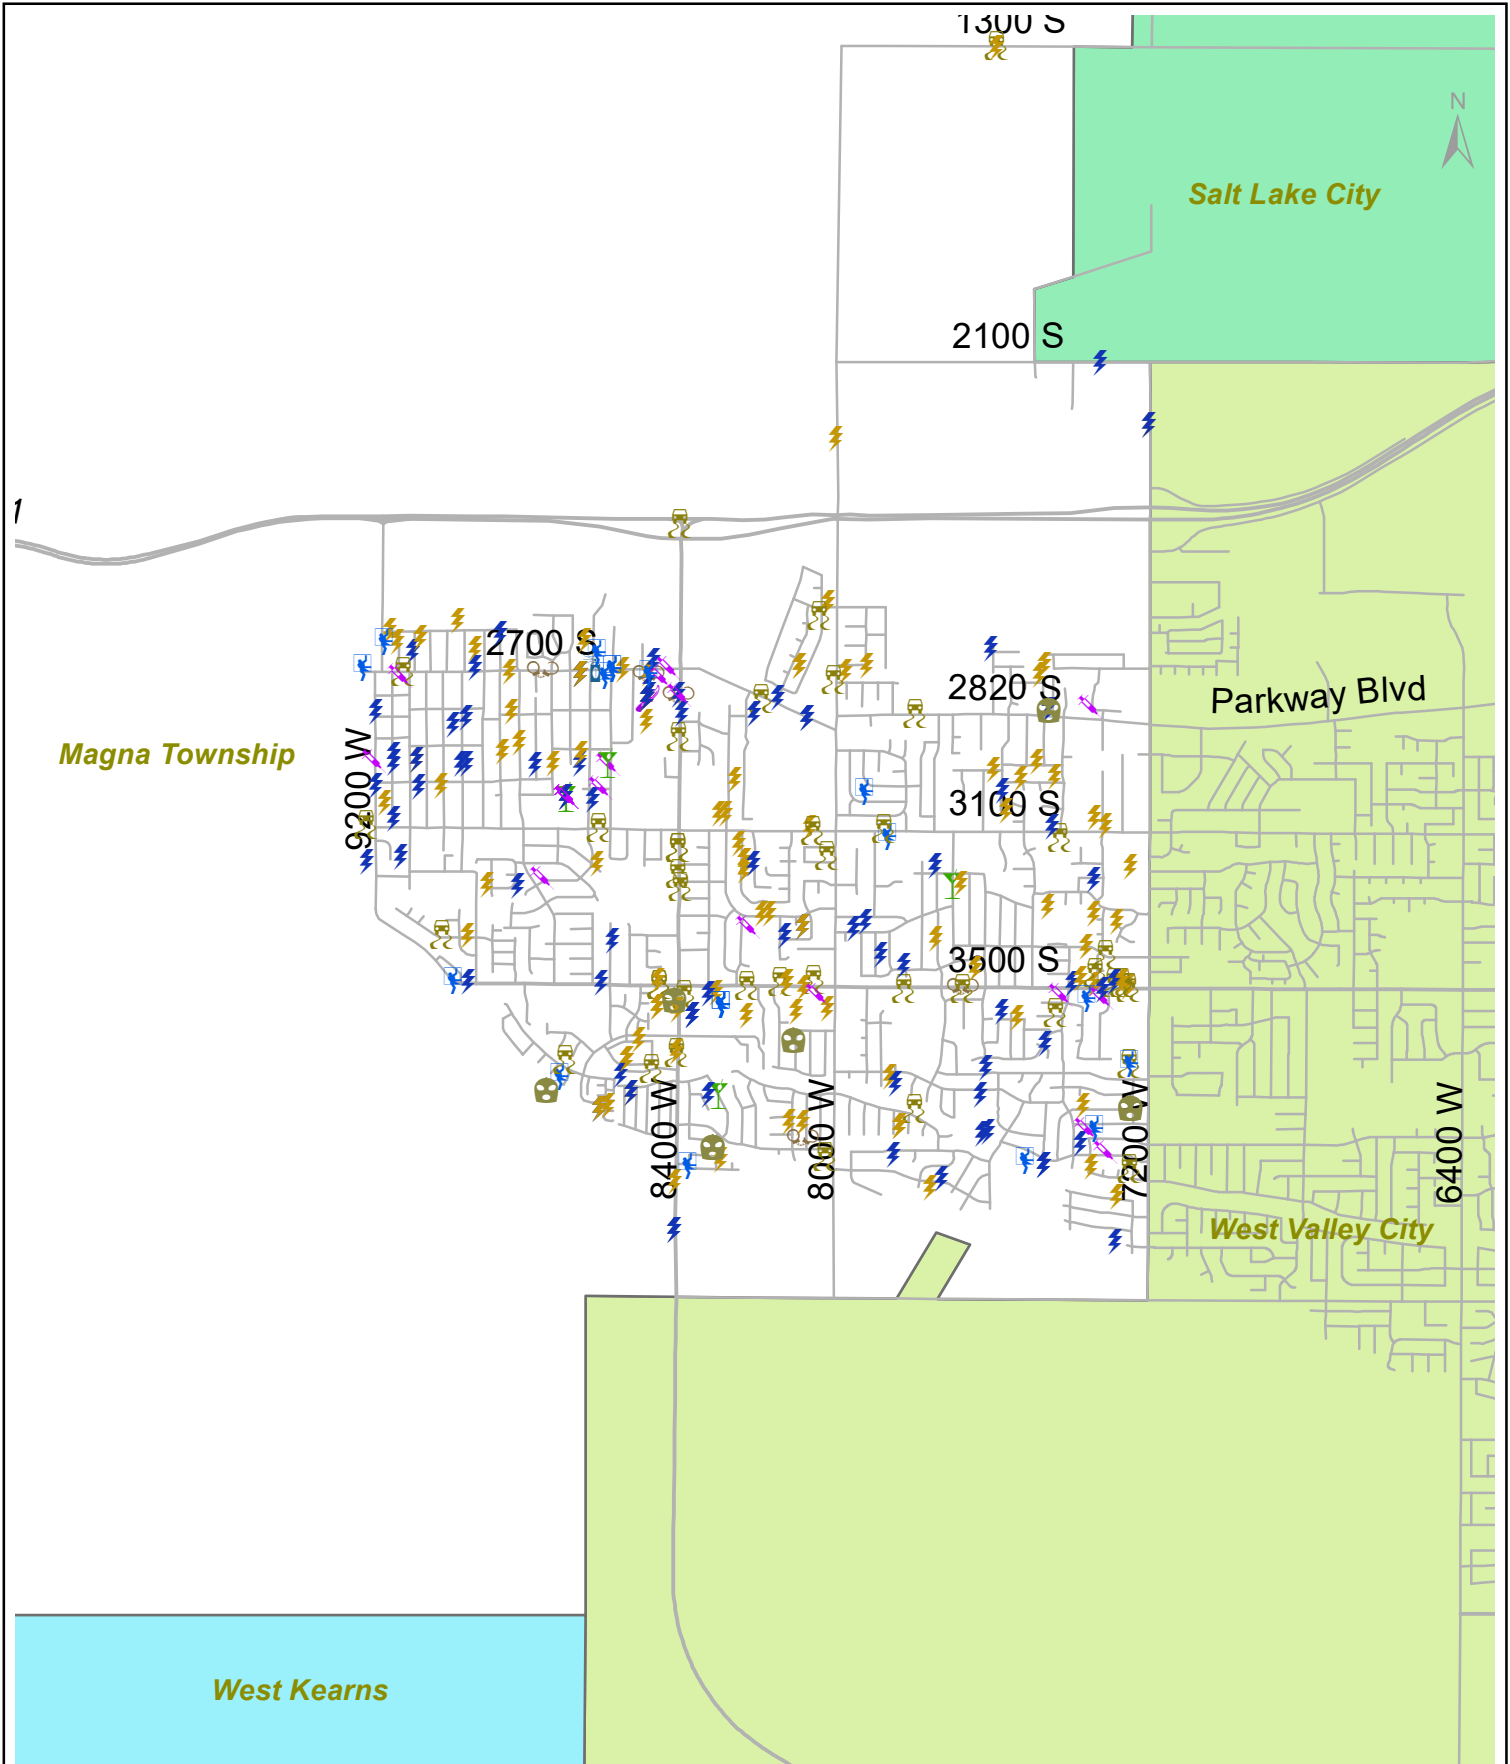 1300 S
N
Salt Lake City
2100 S
1
2700 S
2820 S
Parkway Blvd
Magna Township
9200 W
3100 S
3500 S
8400 W
8000 W
7200 W
6400 W
West Valley City
West Kearns